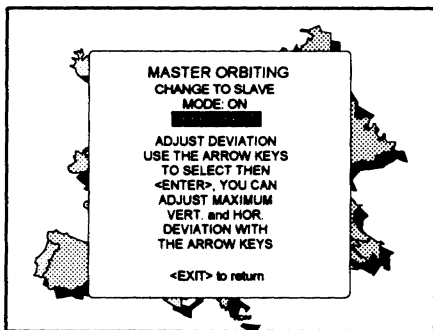 MASTER ORBITING
CHANGE TO SLAVE
MODE: ON
ADJUST DEVIATION
USE THE ARROW KEYS
TO SELECT THEN
<ENTER>, YOU CAN
ADJUST MAXIMUM
VERT. and HOR.
DEVIATION WITH
THE ARROW KEYS
<EXIT> to return